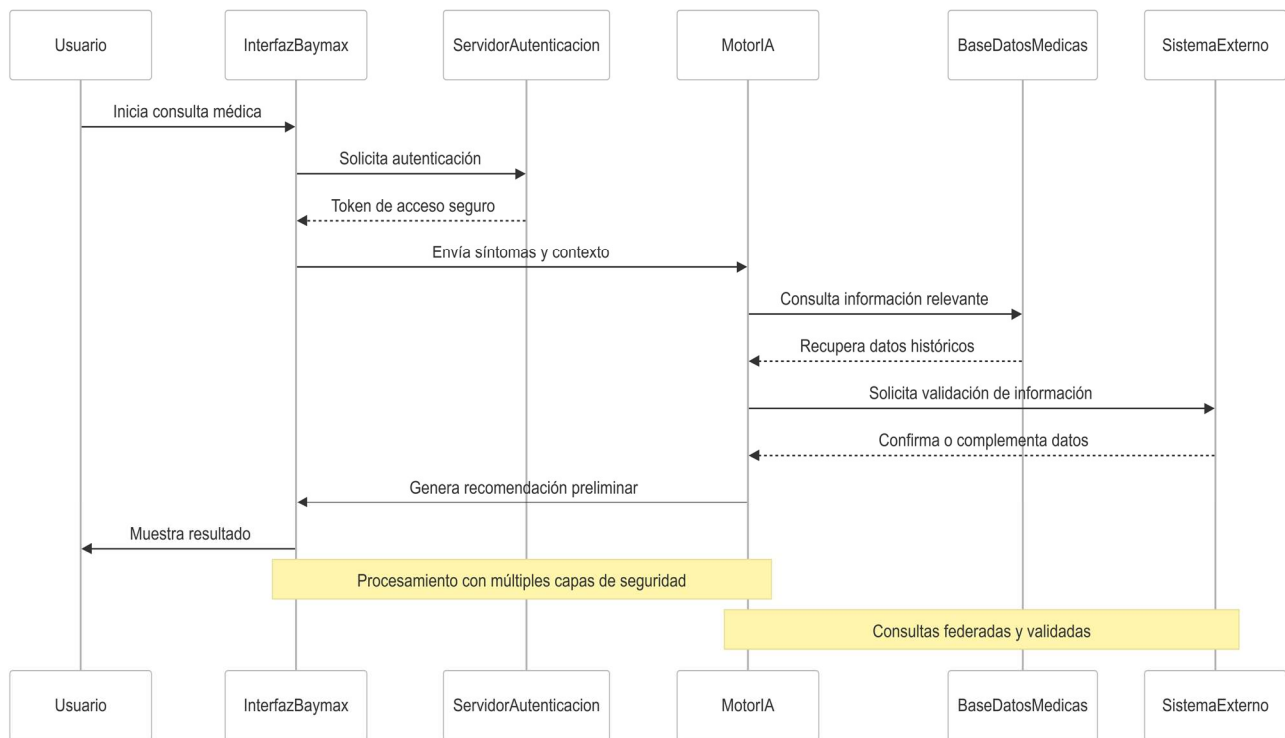 Usuario
InterfazBaymax
ServidorAutenticacion
MotorIA
BaseDatosMedicas
SistemaExterno
Inicia consulta médica
Solicita autenticación
Token de acceso seguro
Envía síntomas y contexto
Consulta información relevante
Recupera datos históricos
Solicita validación de información
Confirma o complementa datos
Genera recomendación preliminar
Muestra resultado
Procesamiento con múltiples capas de seguridad
Consultas federadas y validadas
Usuario
InterfazBaymax
ServidorAutenticacion
MotorIA
BaseDatosMedicas
SistemaExterno